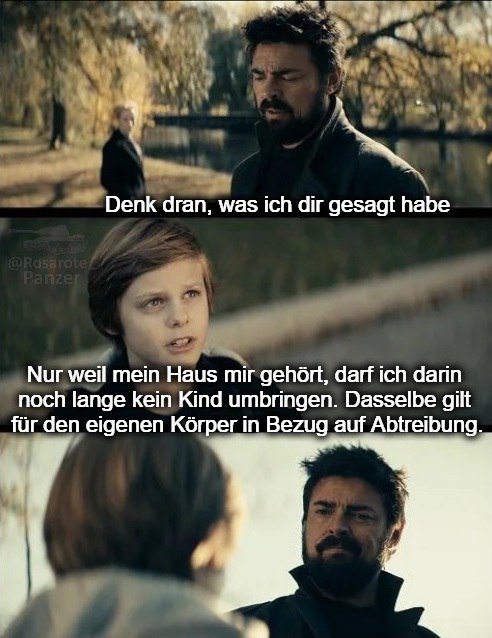 Denk dran, was ich dir gesagt habe
@Rosarote
Panzer
Nur weil mein Haus mir gehört, darf ich darin
noch lange kein Kind umbringen. Dasselbe gilt
für den eigenen Körper in Bezug auf Abtreibung.